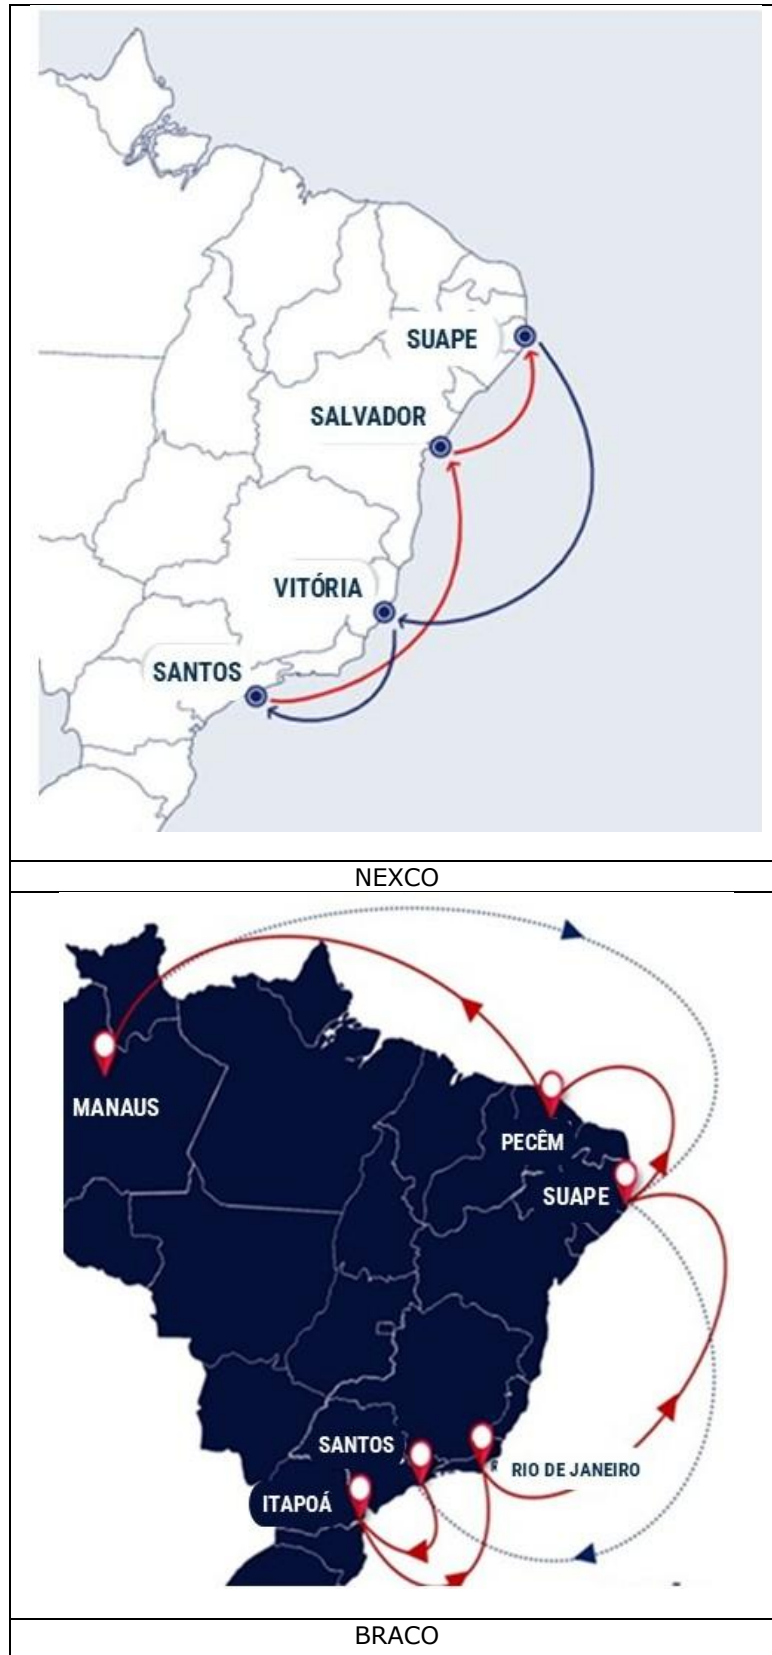 SUAPE
SALVADOR
VITÓRIA
SANTOS
NEXCO
MANAUS
PECÊM
SUAPE
SANTOS
RIO DE JANEIRO
ITAPOÁ
BRACO